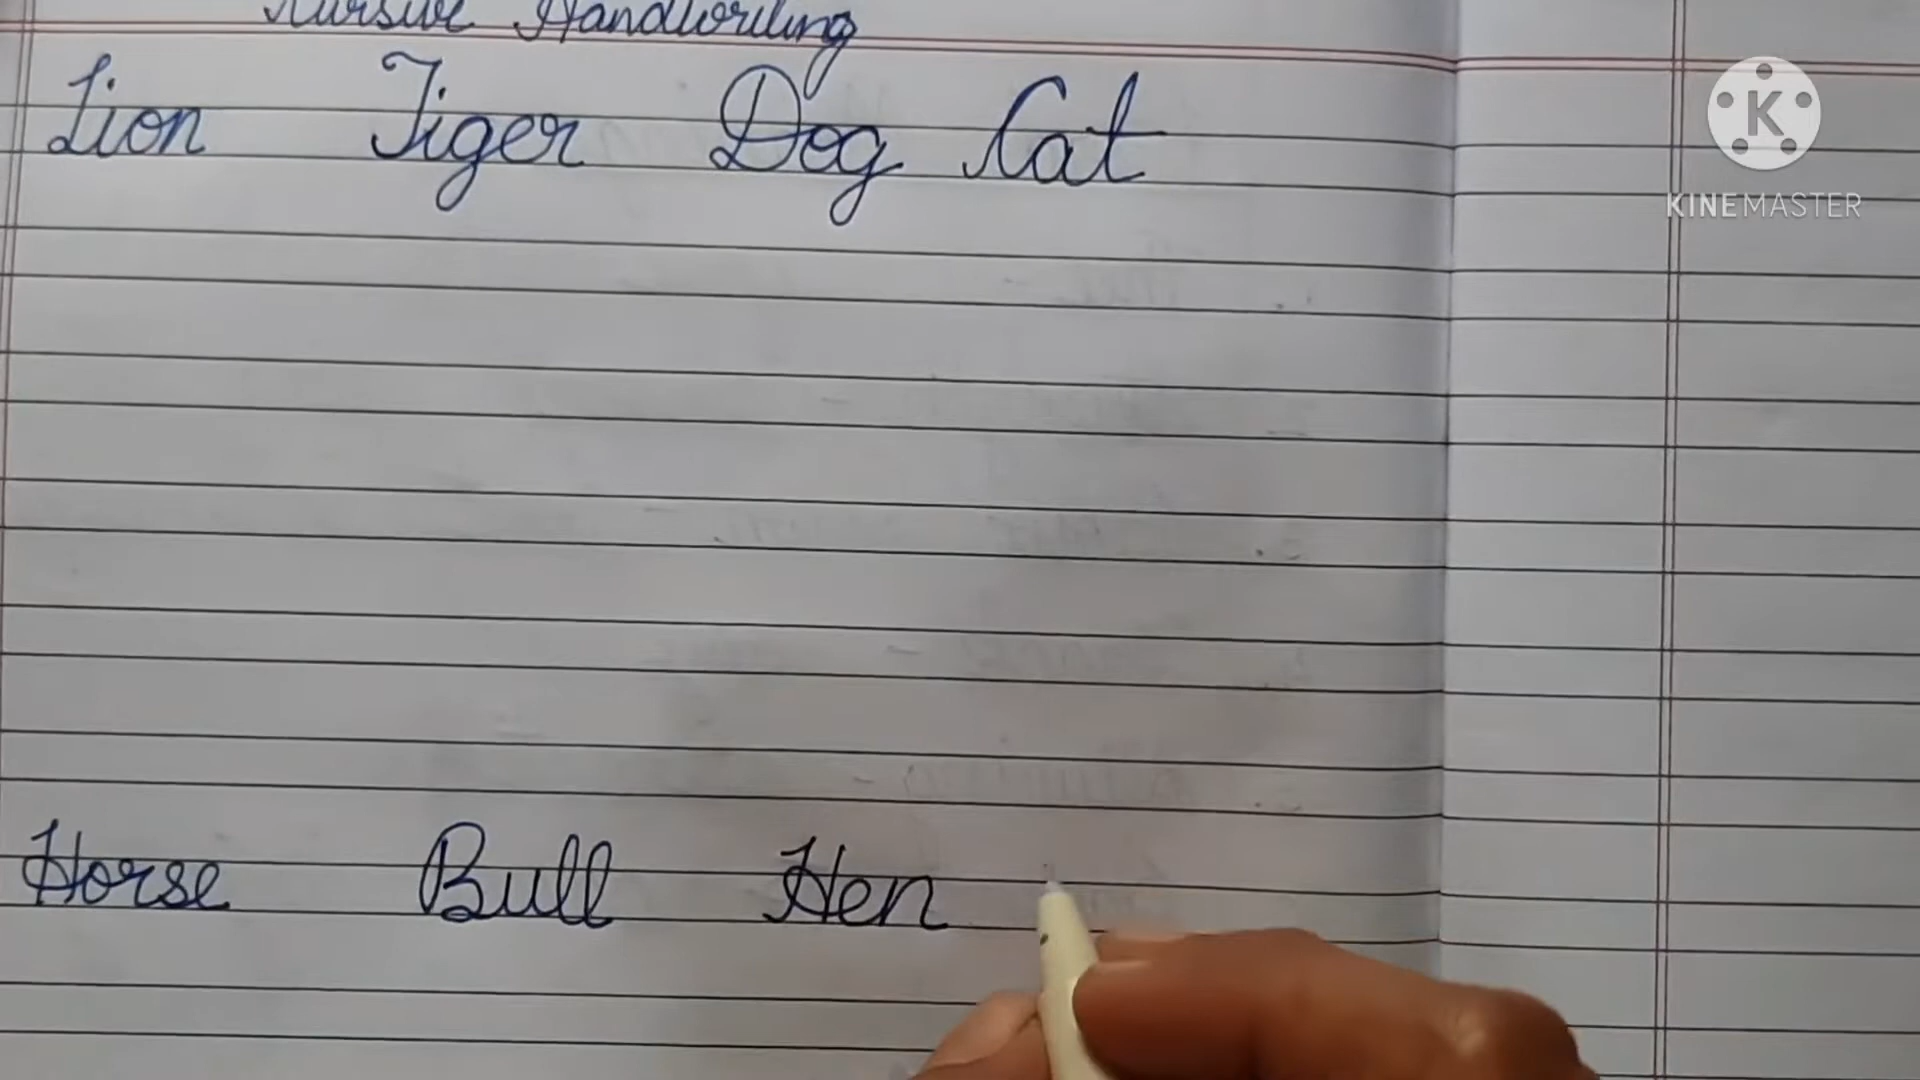 Cursive Handwriting
Lion Tiger Dog Cat
K
KINEMASTER
Horse Bull Hen